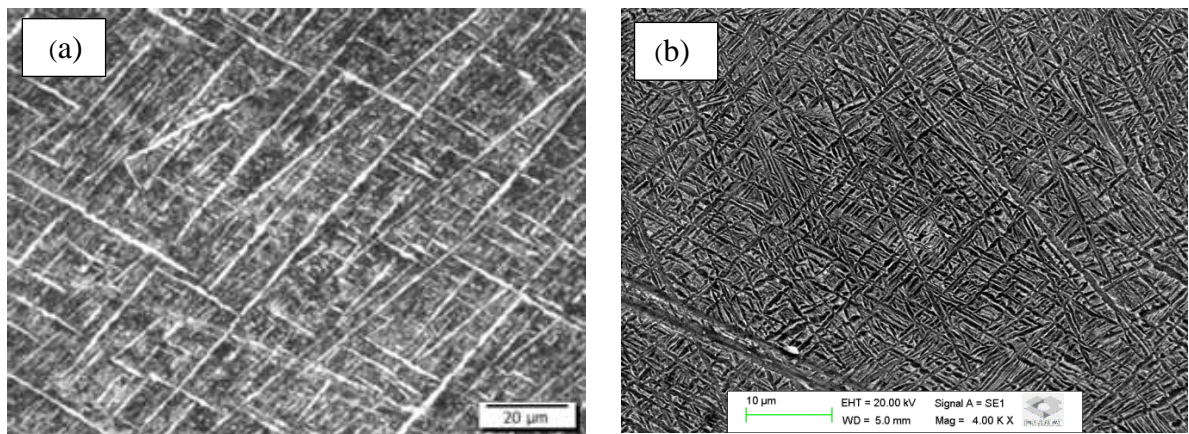 (a)
(b)
20 µm
10 µm
EHT = 20.00 kV
Signal A = SE1
WD = 5.0 mm
Mag = 4.00 K X